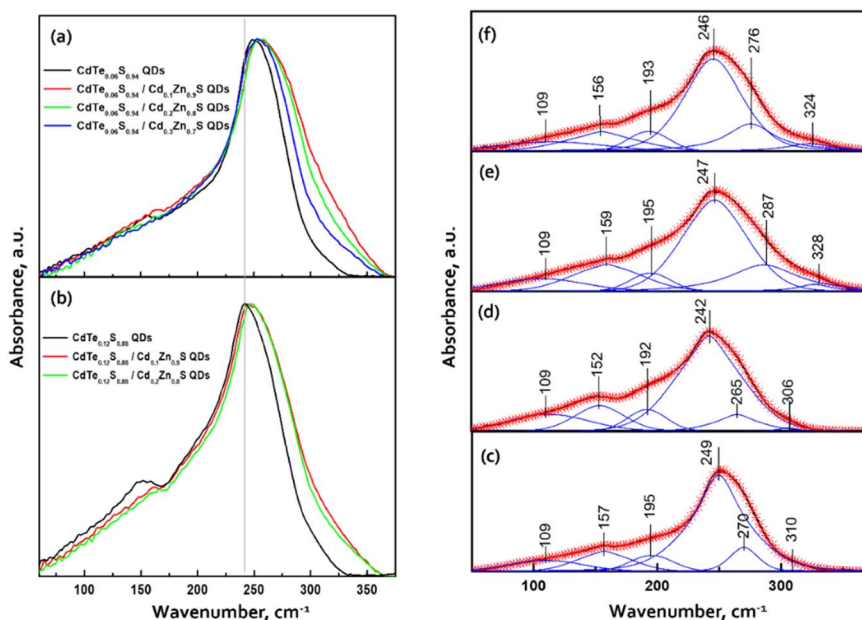 (a)
CdTe₀.₀₆S₀.₉₄ QDs
CdTe₀.₀₆S₀.₉₄ / Cd₀.₁Zn₀.₉S QDs
CdTe₀.₀₆S₀.₉₄ / Cd₀.₂Zn₀.₈S QDs
CdTe₀.₀₆S₀.₉₄ / Cd₀.₃Zn₀.₇S QDs
(b)
CdTe₀.₁₂S₀.₈₈ QDs
CdTe₀.₁₂S₀.₈₈ / Cd₀.₁Zn₀.₉S QDs
CdTe₀.₁₂S₀.₈₈ / Cd₀.₂Zn₀.₈S QDs
Absorbance, a.u.
100 150 200 250 300 350
Wavenumber, cm⁻¹
(f)
109 156 193 246 276 324
(e)
109 159 195 247 287 328
(d)
109 152 192 242 265 306
(c)
109 157 195 249 270 310
Absorbance, a.u.
100 200 300
Wavenumber, cm⁻¹